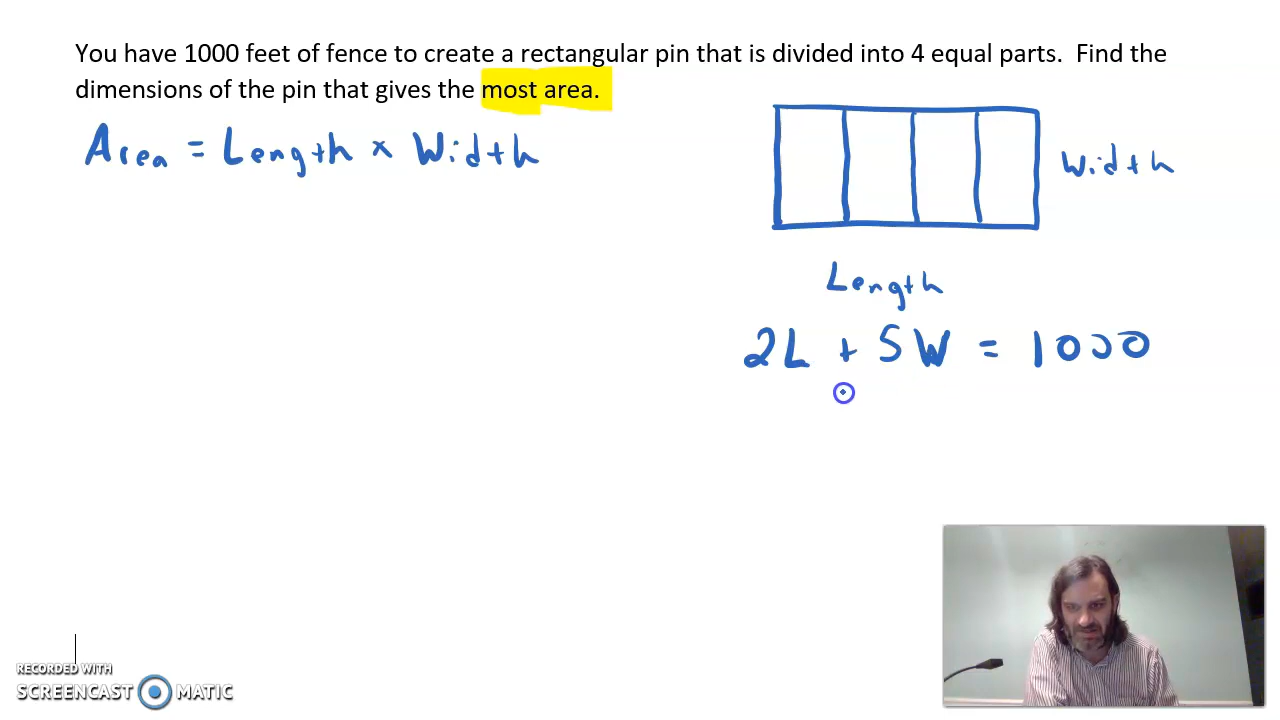 You have 1000 feet of fence to create a rectangular pin that is divided into 4 equal parts. Find the
dimensions of the pin that gives the most area.
Area = Length x Width
Width
Length
2L + 5W = 1000
RECORDED WITH
SCREENCAST MATIC